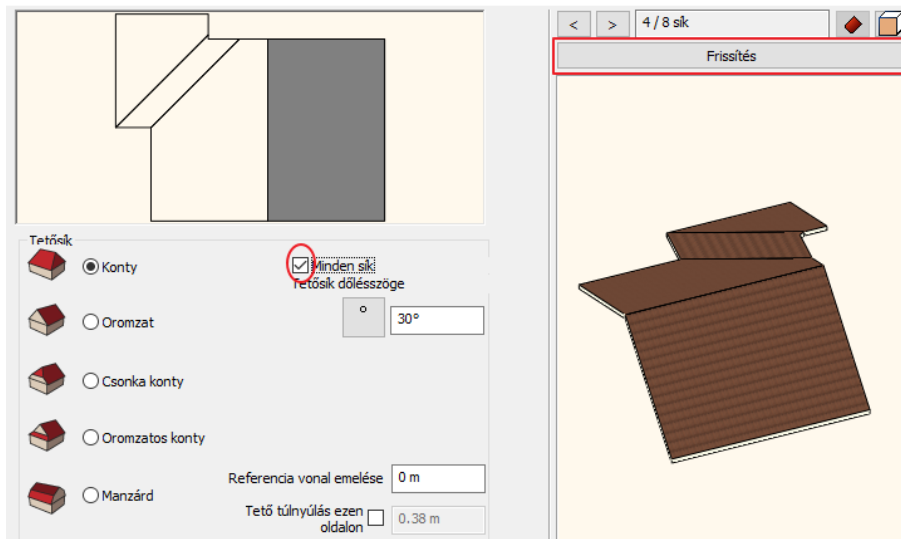 < > 4 / 8 sík
Frissítés
Tetősík
Konty
Minden sík
Tetősík dőlésszöge
° 30°
Oromzat
Csonka konty
Oromzatos konty
Referencia vonal emelése 0 m
Manzárd
Tető túlnyúlás ezen
oldalon 0.38 m